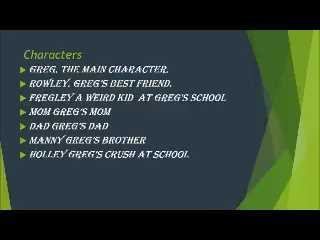 Characters
Greg, the main character.
Rowley, Greg's best friend.
Fregley a weird kid at Greg's school
Mom Greg's mom
Dad Greg's dad
Manny Greg's brother
Holley Greg's crush at school